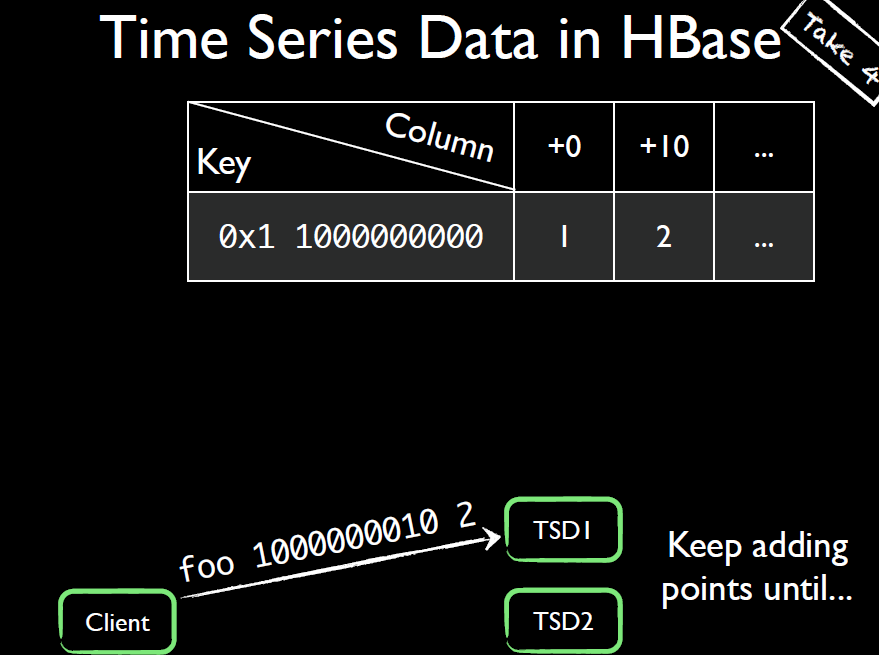 Time Series Data in HBase
Take 4
Column
Key
+0
+10
...
0x1 1000000000
1
2
...
foo 1000000010 2
TSD1
Keep adding
points until...
Client
TSD2